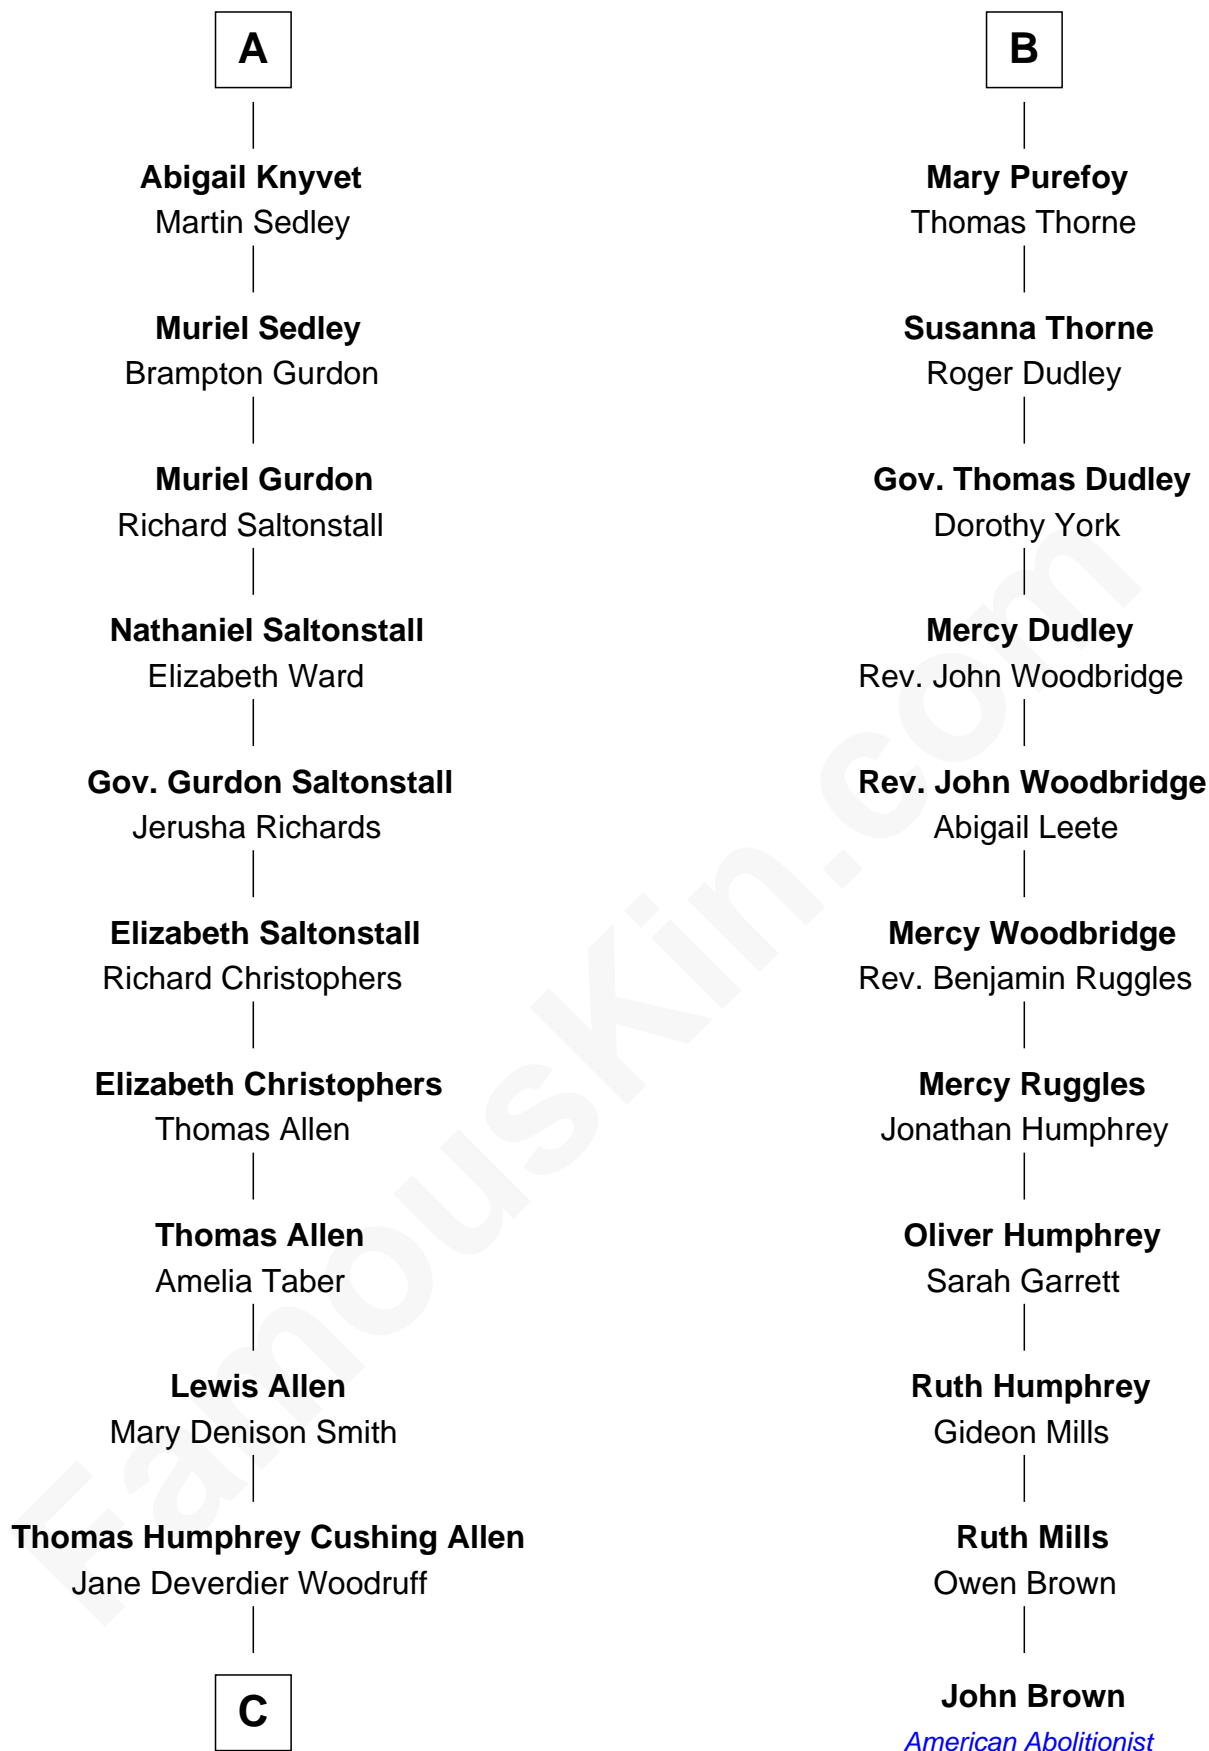 A
Abigail Knyvet
Martin Sedley
Muriel Sedley
Brampton Gurdon
Muriel Gurdon
Richard Saltonstall
Nathaniel Saltonstall
Elizabeth Ward
Gov. Gurdon Saltonstall
Jerusha Richards
Elizabeth Saltonstall
Richard Christophers
Elizabeth Christophers
Thomas Allen
Thomas Allen
Amelia Taber
Lewis Allen
Mary Denison Smith
Thomas Humphrey Cushing Allen
Jane Deverdier Woodruff
C
B
Mary Purefoy
Thomas Thorne
Susanna Thorne
Roger Dudley
Gov. Thomas Dudley
Dorothy York
Mercy Dudley
Rev. John Woodbridge
Rev. John Woodbridge
Abigail Leete
Mercy Woodbridge
Rev. Benjamin Ruggles
Mercy Ruggles
Jonathan Humphrey
Oliver Humphrey
Sarah Garrett
Ruth Humphrey
Gideon Mills
Ruth Mills
Owen Brown
John Brown
American Abolitionist
FamousKin.com